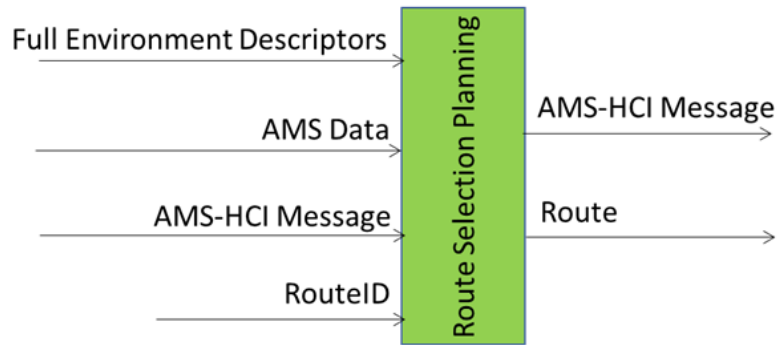 Full Environment Descriptors
AMS Data
AMS-HCI Message
RouteID
Route Selection Planning
AMS-HCI Message
Route